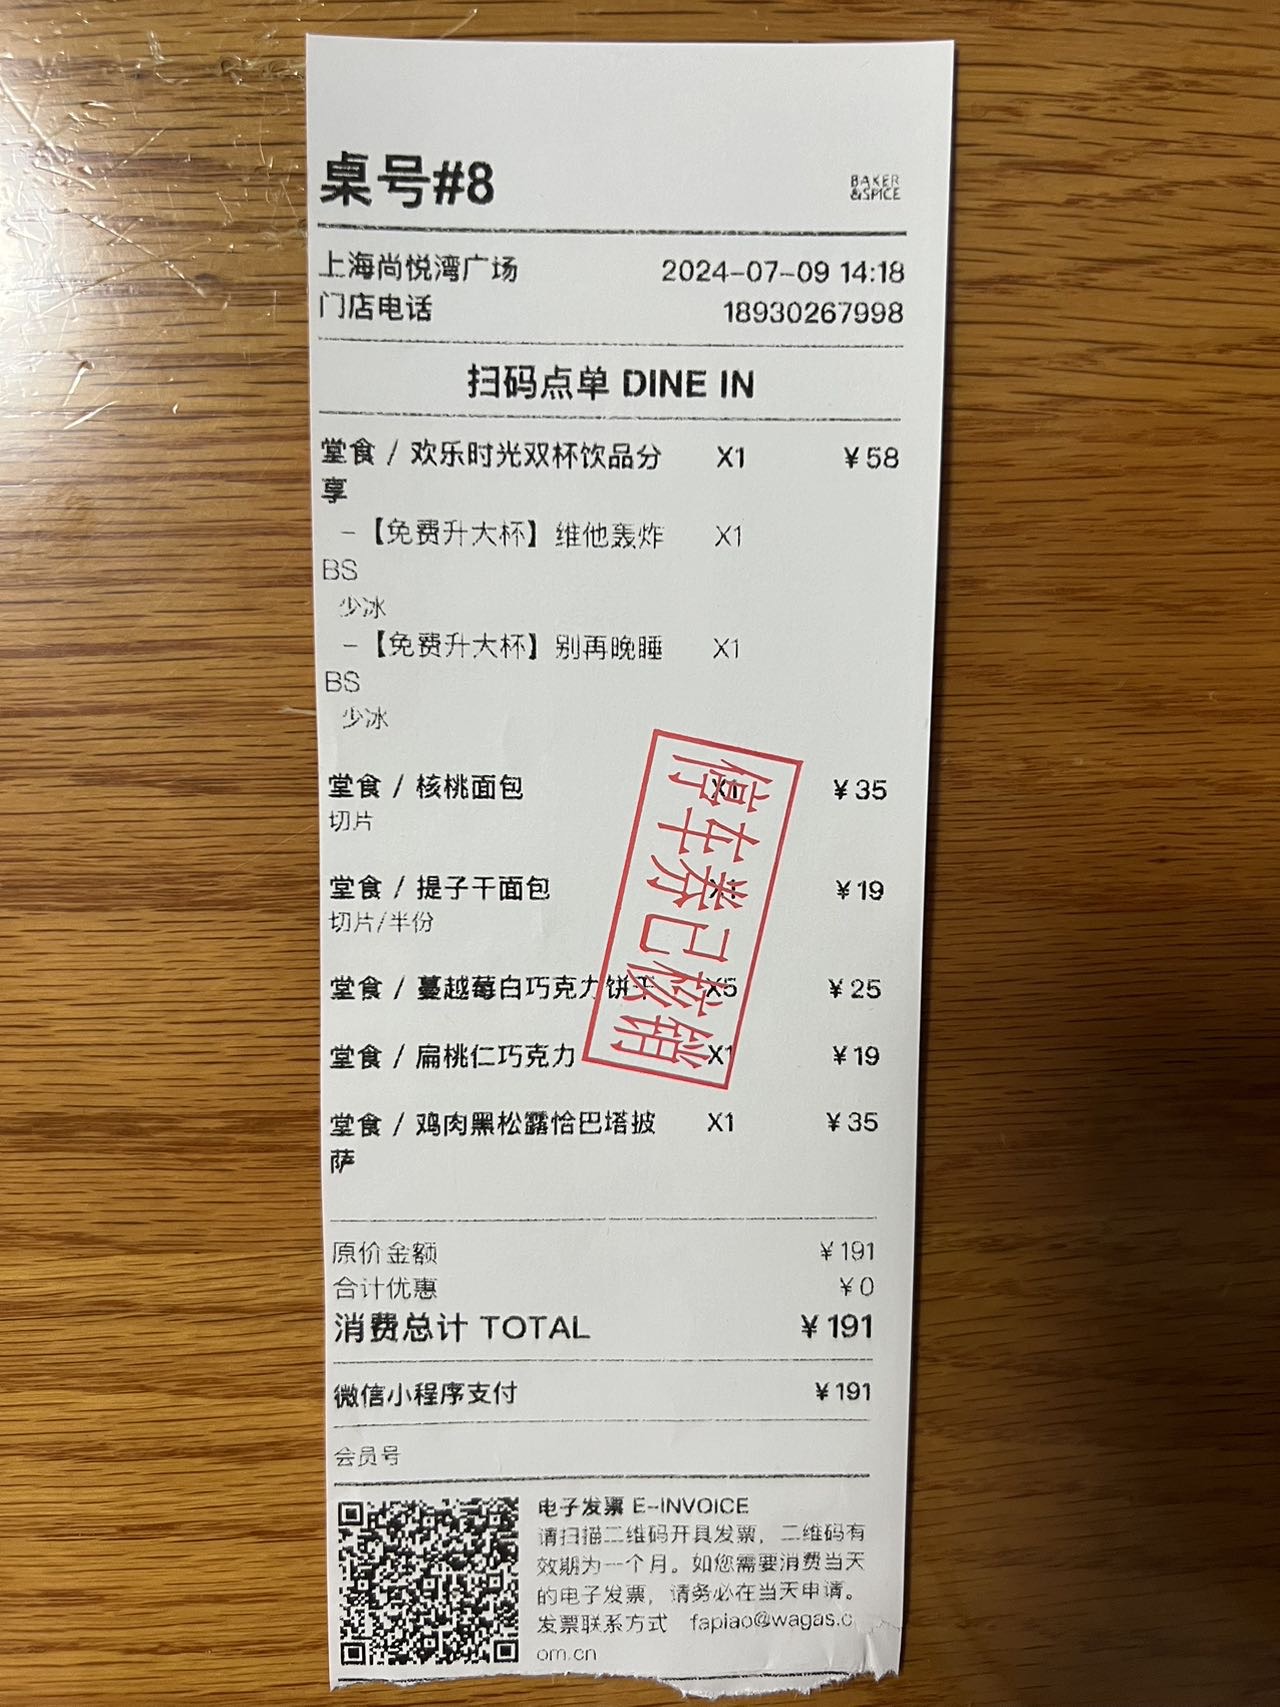 桌号#8
BAKER
&SPICE
上海尚悦湾广场 2024-07-09 14:18
门店电话 18930267998
扫码点单 DINE IN
堂食 / 欢乐时光双杯饮品分 X1 ¥58
享
-【免费升大杯】维他轰炸 X1
BS
少冰
-【免费升大杯】别再晚睡 X1
BS
少冰
堂食 / 核桃面包 X1 ¥35
切片
堂食 / 提子干面包 X1 ¥19
切片/半份
堂食 / 蔓越莓白巧克力饼干 X5 ¥25
堂食 / 扁桃仁巧克力 X1 ¥19
堂食 / 鸡肉黑松露恰巴塔披 X1 ¥35
萨
停车券已核销
原价金额 ¥191
合计优惠 ¥0
消费总计 TOTAL ¥191
微信小程序支付 ¥191
会员号
电子发票 E-INVOICE
请扫描二维码开具发票，二维码有
效期为一个月。如您需要消费当天
的电子发票，请务必在当天申请。
发票联系方式 fapiao@wagas.c
om.cn